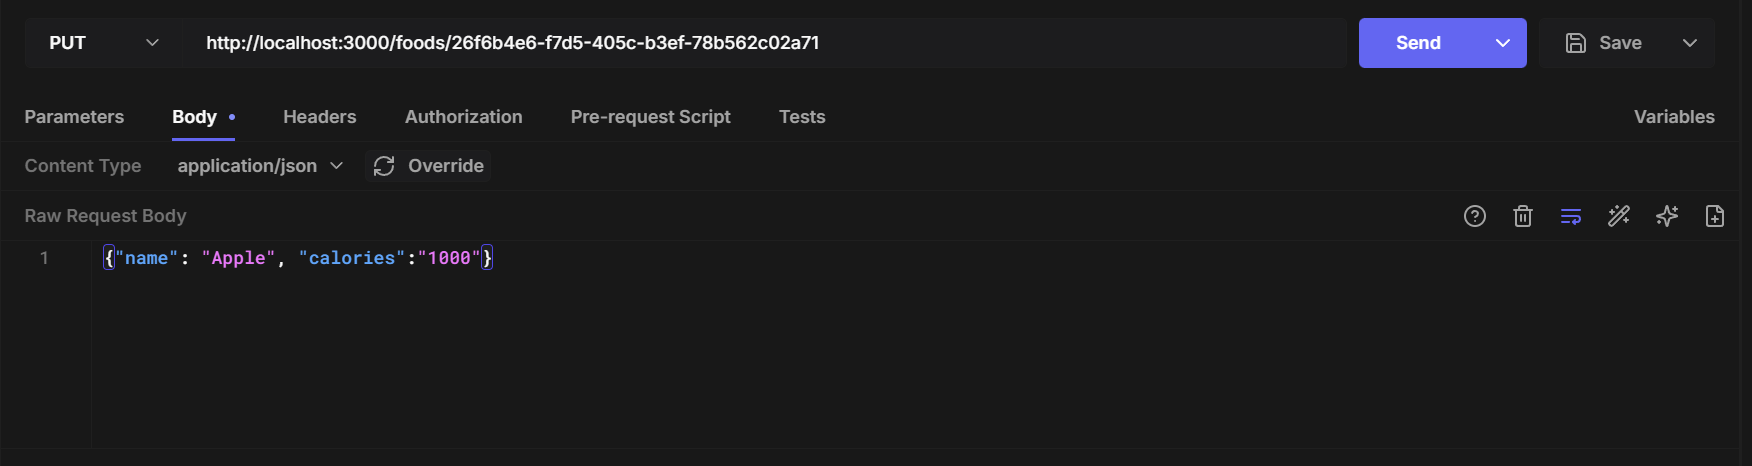 PUT http://localhost:3000/foods/26f6b4e6-f7d5-405c-b3ef-78b562c02a71 Send Save
Parameters Body Headers Authorization Pre-request Script Tests Variables
Content Type application/json Override
Raw Request Body
1 {"name": "Apple", "calories":"1000"}